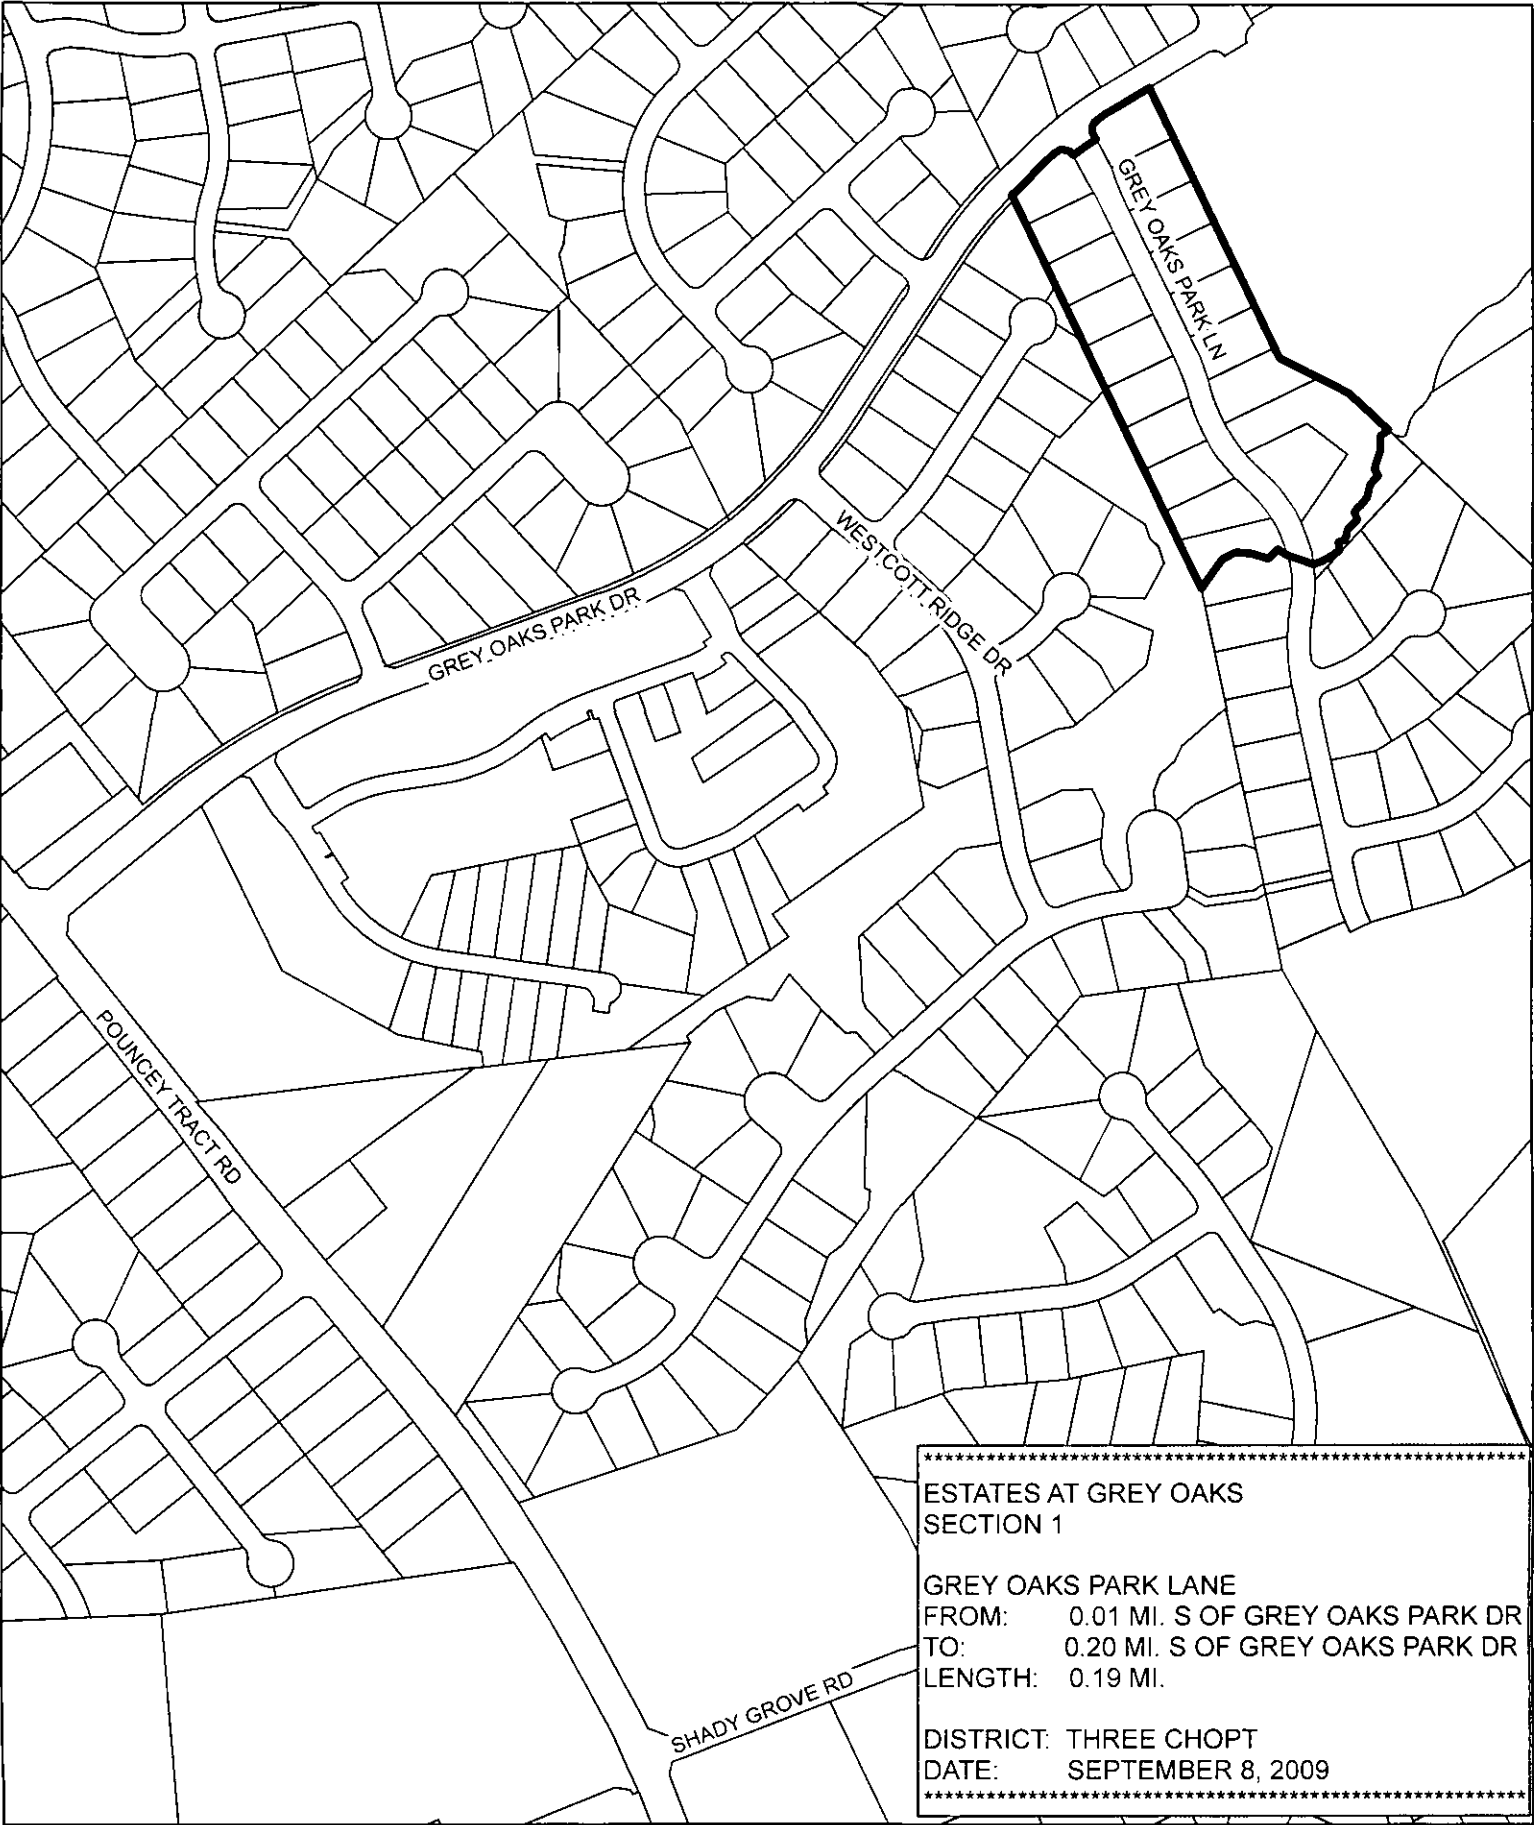 GREY OAKS PARK LN
WESTCOTT RIDGE DR
GREY OAKS PARK DR
POUNCEY TRACT RD
SHADY GROVE RD
************************************************************
ESTATES AT GREY OAKS
SECTION 1
GREY OAKS PARK LANE
FROM: 0.01 MI. S OF GREY OAKS PARK DR
TO: 0.20 MI. S OF GREY OAKS PARK DR
LENGTH: 0.19 MI.
DISTRICT: THREE CHOPT
DATE: SEPTEMBER 8, 2009
************************************************************